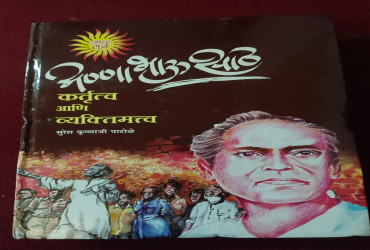 अण्णा भाऊ साठे
कर्तृत्व
आणि
व्यक्तिमत्त्व
सुरेश कृष्णाजी पाटोळे